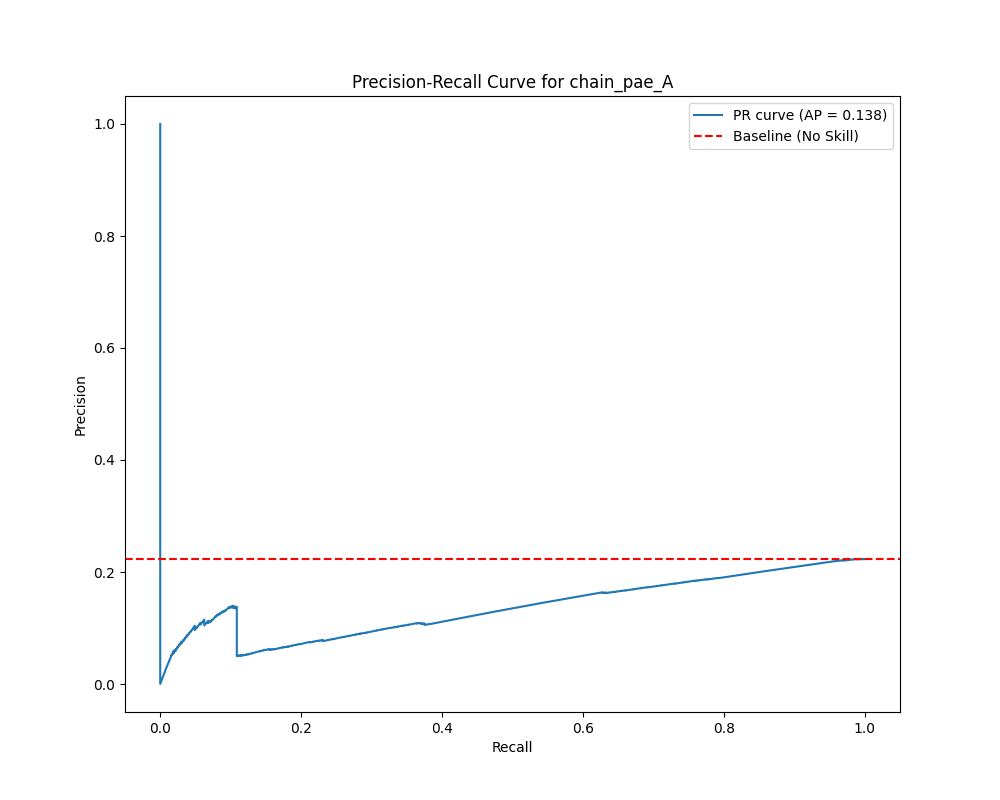 Precision-Recall Curve for chain_pae_A
PR curve (AP = 0.138)
Baseline (No Skill)
1.0
0.8
0.6
0.4
0.2
0.0
Precision
0.0 0.2 0.4 0.6 0.8 1.0
Recall